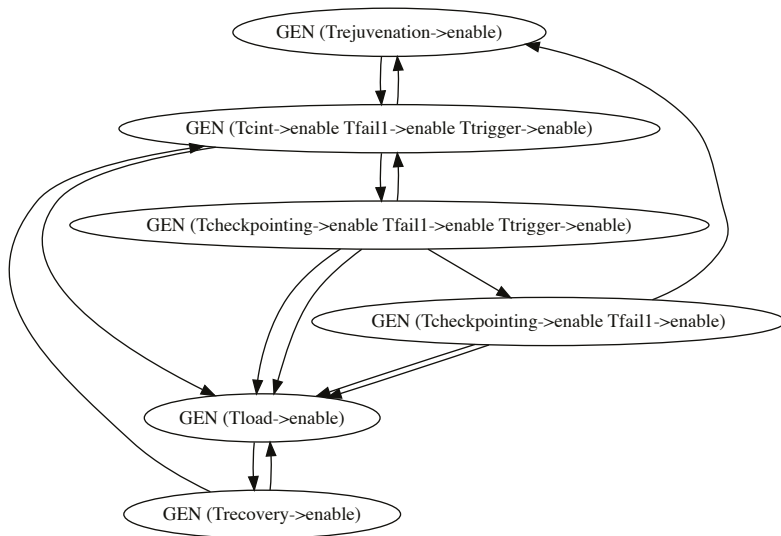 GEN (Trejuvenation->enable)
GEN (Tcint->enable Tfail1->enable Ttrigger->enable)
GEN (Tcheckpointing->enable Tfail1->enable Ttrigger->enable)
GEN (Tcheckpointing->enable Tfail1->enable)
GEN (Tload->enable)
GEN (Trecovery->enable)